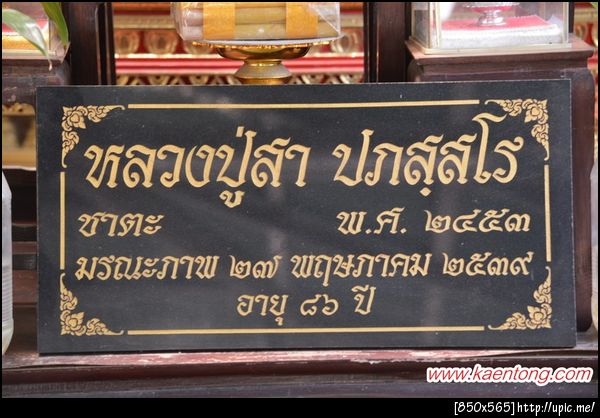 หลวงปู่สา ปภสฺสโร
ชาตะ พ.ศ. ๒๔๕๓
มรณะภาพ ๒๗ พฤษภาคม ๒๕๓๙
อายุ ๘๖ ปี
www.kaentong.com
[850x565]http://upic.me/